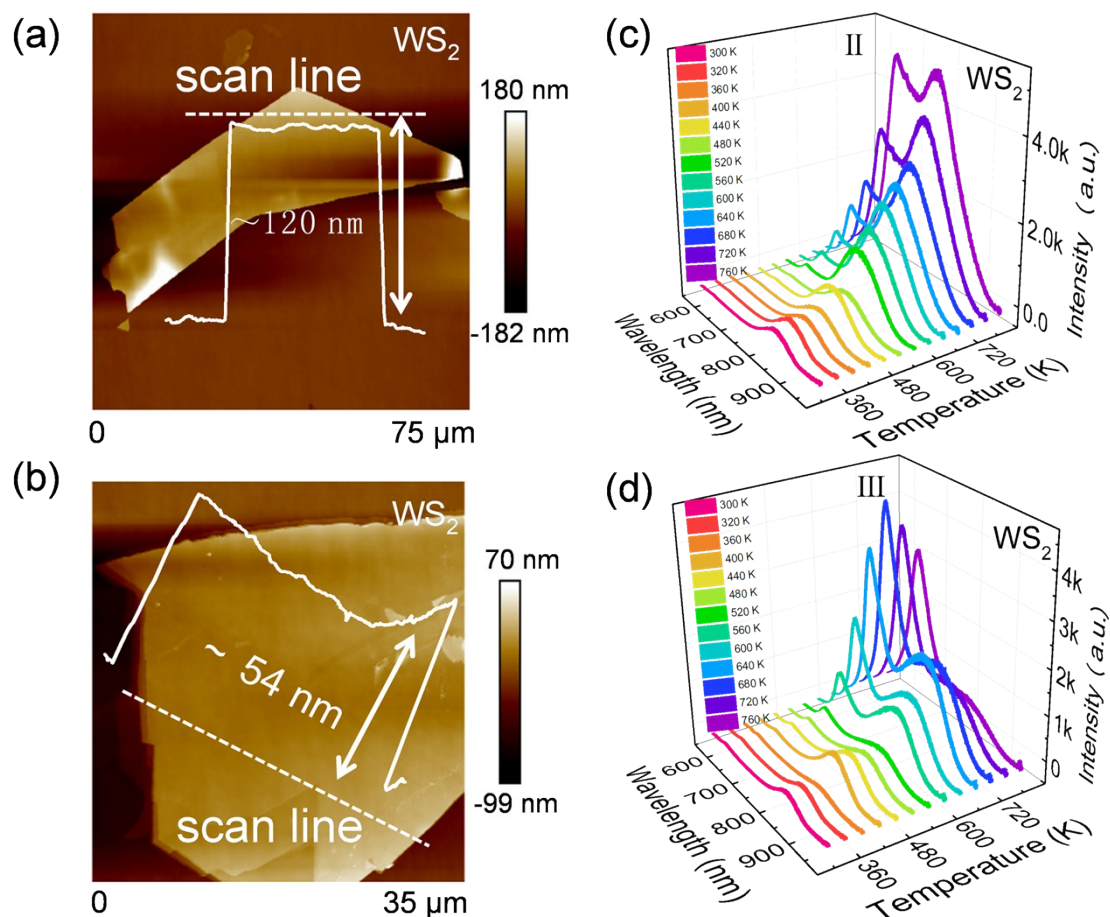 (a)
WS2
scan line
~120 nm
180 nm
-182 nm
0
75 μm
(b)
WS2
~ 54 nm
scan line
70 nm
-99 nm
0
35 μm
(c)
II
WS2
300 K
320 K
360 K
400 K
440 K
480 K
520 K
560 K
600 K
640 K
680 K
720 K
760 K
4.0k
2.0k
0.0
Intensity (a.u.)
600
700
800
900
Wavelength (nm)
360
480
600
720
Temperature (K)
(d)
III
WS2
300 K
320 K
360 K
400 K
440 K
480 K
520 K
560 K
600 K
640 K
680 K
720 K
760 K
4k
3k
2k
1k
0
Intensity (a.u.)
600
700
800
900
Wavelength (nm)
360
480
600
720
Temperature (K)